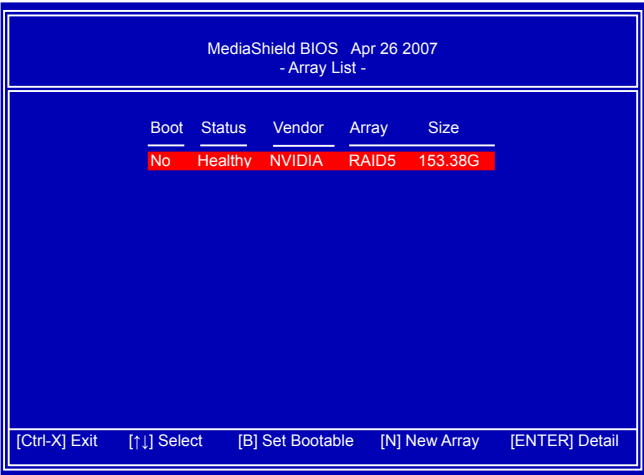 MediaShield BIOS Apr 26 2007
- Array List -
Boot Status Vendor Array Size
No Healthy NVIDIA RAID5 153.38G
[Ctrl-X] Exit [↑↓] Select [B] Set Bootable [N] New Array [ENTER] Detail